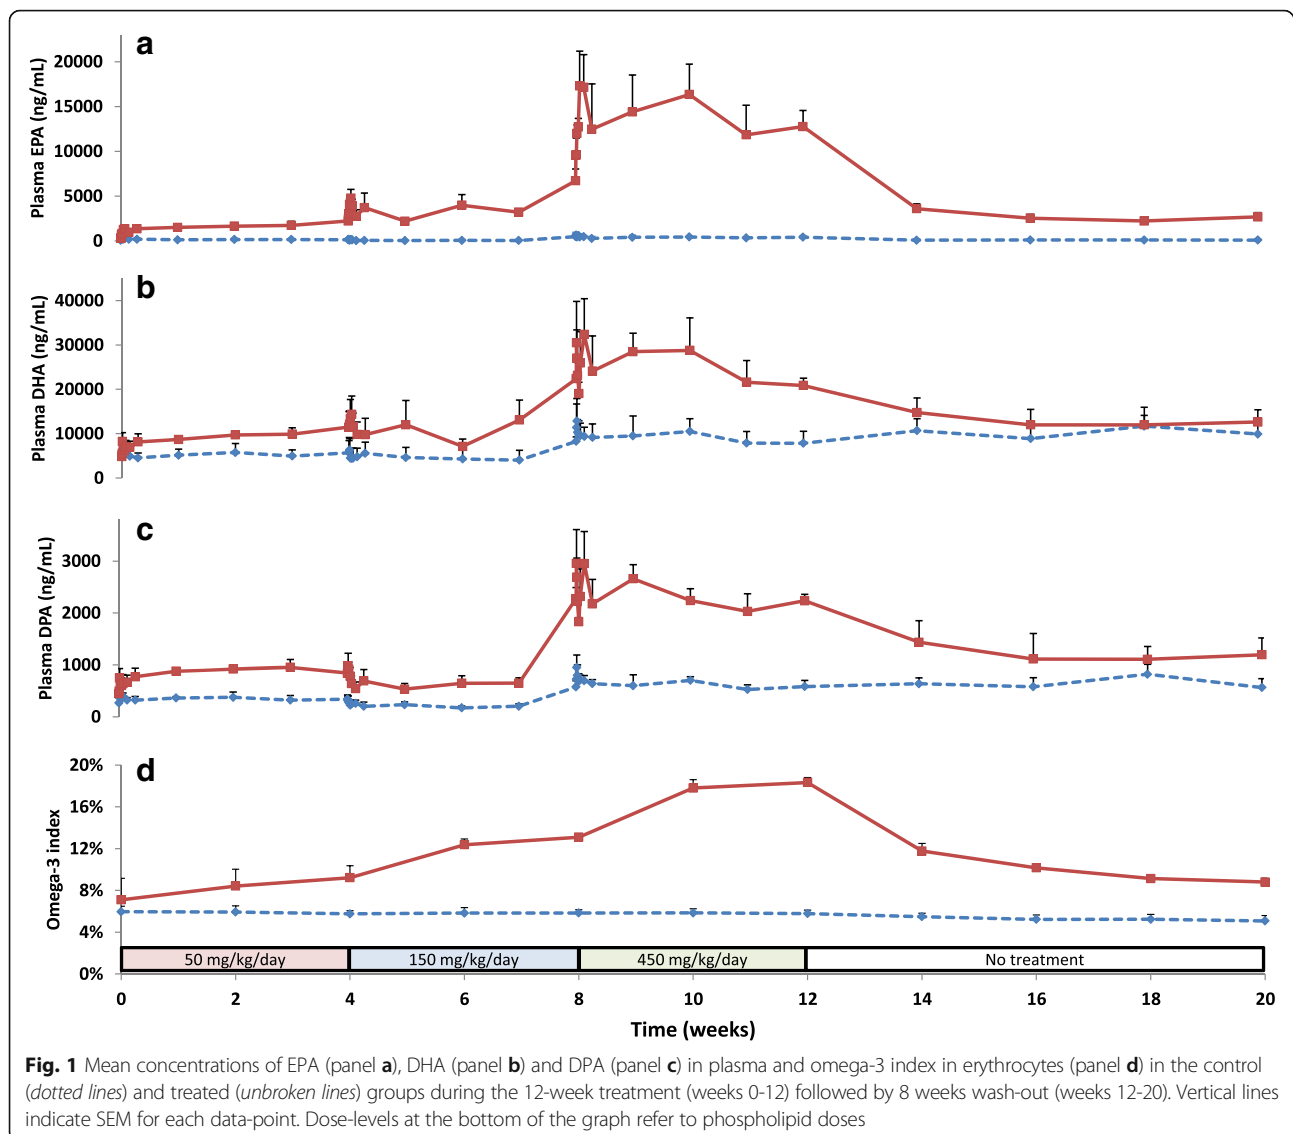 a
Plasma EPA (ng/mL)
20000
15000
10000
5000
0
b
Plasma DHA (ng/mL)
40000
30000
20000
10000
0
c
Plasma DPA (ng/mL)
3000
2000
1000
0
d
Omega-3 index
20%
16%
12%
8%
4%
0%
50 mg/kg/day 150 mg/kg/day 450 mg/kg/day No treatment
0 2 4 6 8 10 12 14 16 18 20
Time (weeks)
Fig. 1 Mean concentrations of EPA (panel a), DHA (panel b) and DPA (panel c) in plasma and omega-3 index in erythrocytes (panel d) in the control
(dotted lines) and treated (unbroken lines) groups during the 12-week treatment (weeks 0-12) followed by 8 weeks wash-out (weeks 12-20). Vertical lines
indicate SEM for each data-point. Dose-levels at the bottom of the graph refer to phospholipid doses